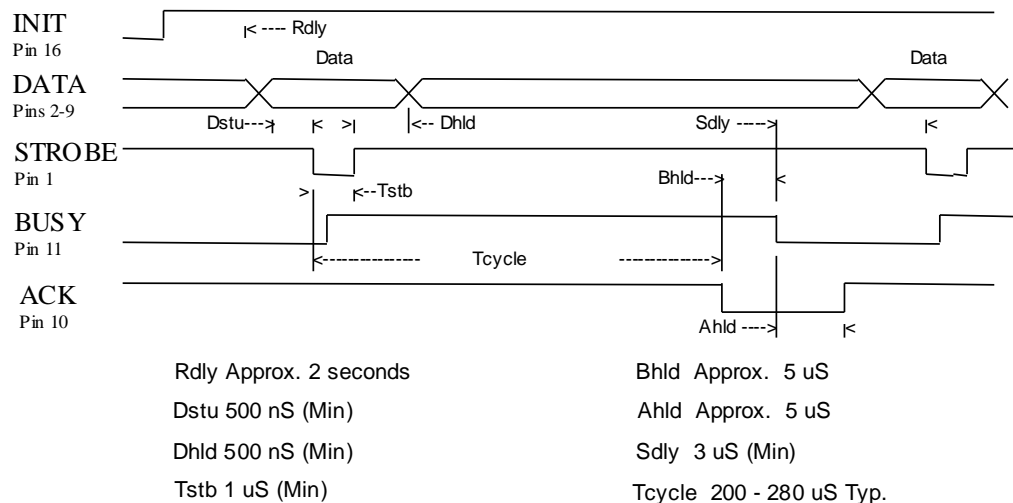 INIT
Pin 16
< ---- Rdly
Data
Data
DATA
Pins 2-9
Dstu--->
< >
<-- Dhld
Sdly ----->
<
STROBE
Pin 1
>
<--Tstb
Bhld--->
<
BUSY
Pin 11
<-------------- Tcycle ------------>
ACK
Pin 10
Ahld ---->
<
Rdly Approx. 2 seconds
Dstu 500 nS (Min)
Dhld 500 nS (Min)
Tstb 1 uS (Min)
Bhld Approx. 5 uS
Ahld Approx. 5 uS
Sdly 3 uS (Min)
Tcycle 200 - 280 uS Typ.